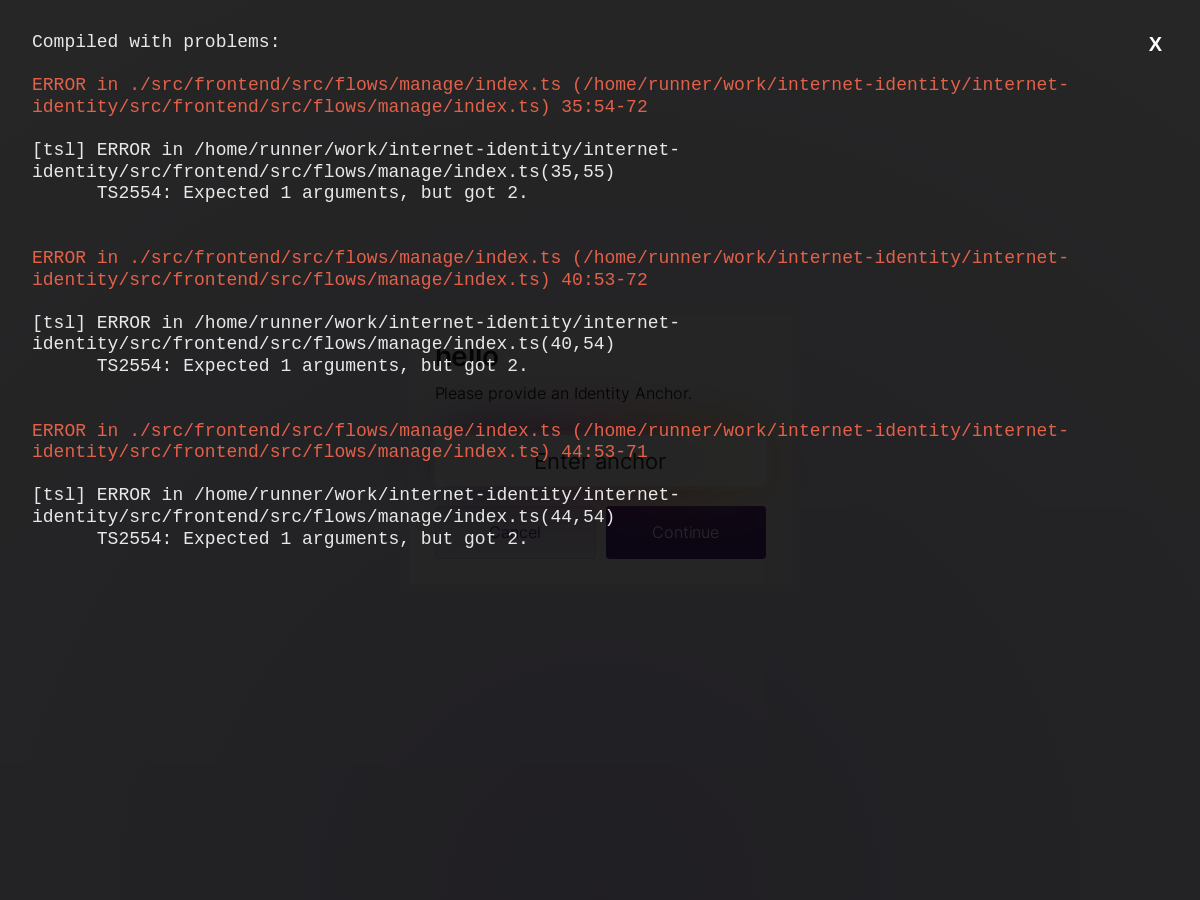 Compiled with problems:
X
ERROR in ./src/frontend/src/flows/manage/index.ts (/home/runner/work/internet-identity/internet-
identity/src/frontend/src/flows/manage/index.ts) 35:54-72
[tsl] ERROR in /home/runner/work/internet-identity/internet-
identity/src/frontend/src/flows/manage/index.ts(35,55)
TS2554: Expected 1 arguments, but got 2.
ERROR in ./src/frontend/src/flows/manage/index.ts (/home/runner/work/internet-identity/internet-
identity/src/frontend/src/flows/manage/index.ts) 40:53-72
[tsl] ERROR in /home/runner/work/internet-identity/internet-
identity/src/frontend/src/flows/manage/index.ts(40,54)
TS2554: Expected 1 arguments, but got 2.
hello
Please provide an Identity Anchor.
ERROR in ./src/frontend/src/flows/manage/index.ts (/home/runner/work/internet-identity/internet-
identity/src/frontend/src/flows/manage/index.ts) 44:53-71
Enter anchor
[tsl] ERROR in /home/runner/work/internet-identity/internet-
identity/src/frontend/src/flows/manage/index.ts(44,54)
TS2554: Expected 1 arguments, but got 2.
Cancel
Continue